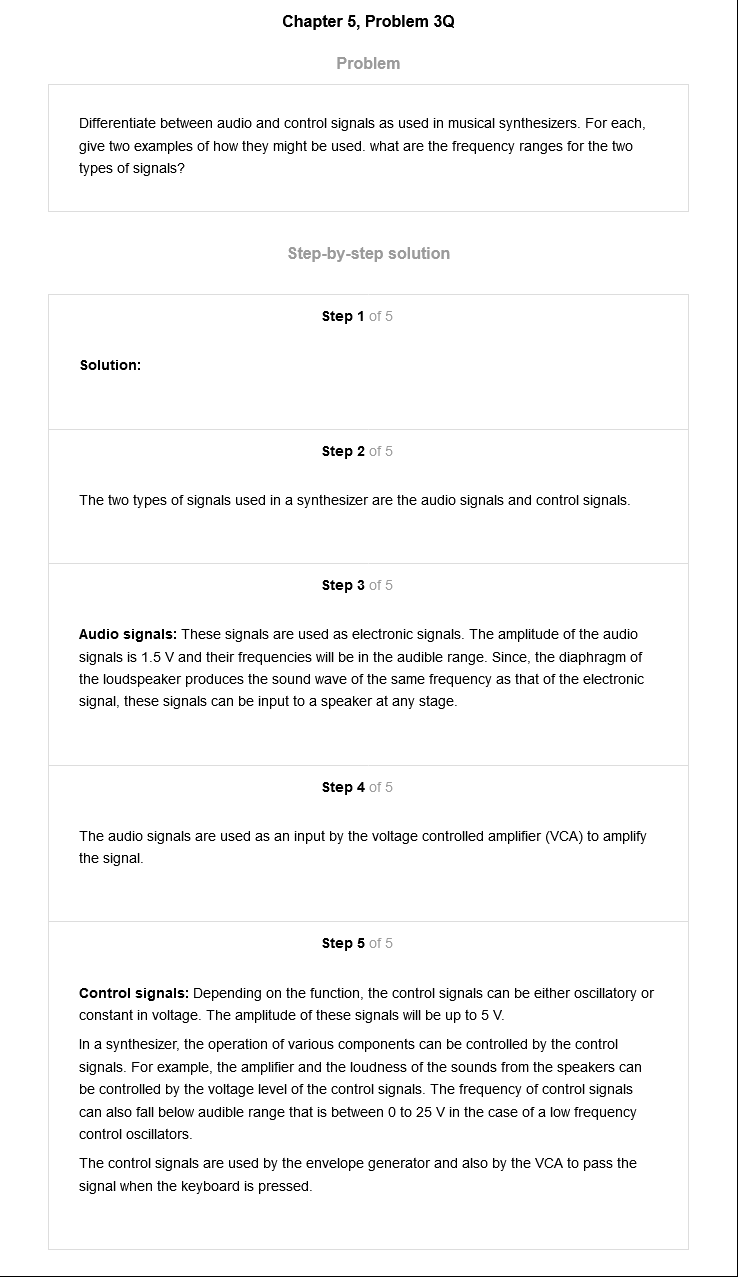 Chapter 5, Problem 3Q
Problem
Differentiate between audio and control signals as used in musical synthesizers. For each,
give two examples of how they might be used. what are the frequency ranges for the two
types of signals?
Step-by-step solution
Step 1 of 5
Solution:
Step 2 of 5
The two types of signals used in a synthesizer are the audio signals and control signals.
Step 3 of 5
Audio signals: These signals are used as electronic signals. The amplitude of the audio
signals is 1.5 V and their frequencies will be in the audible range. Since, the diaphragm of
the loudspeaker produces the sound wave of the same frequency as that of the electronic
signal, these signals can be input to a speaker at any stage.
Step 4 of 5
The audio signals are used as an input by the voltage controlled amplifier (VCA) to amplify
the signal.
Step 5 of 5
Control signals: Depending on the function, the control signals can be either oscillatory or
constant in voltage. The amplitude of these signals will be up to 5 V.
In a synthesizer, the operation of various components can be controlled by the control
signals. For example, the amplifier and the loudness of the sounds from the speakers can
be controlled by the voltage level of the control signals. The frequency of control signals
can also fall below audible range that is between 0 to 25 V in the case of a low frequency
control oscillators.
The control signals are used by the envelope generator and also by the VCA to pass the
signal when the keyboard is pressed.